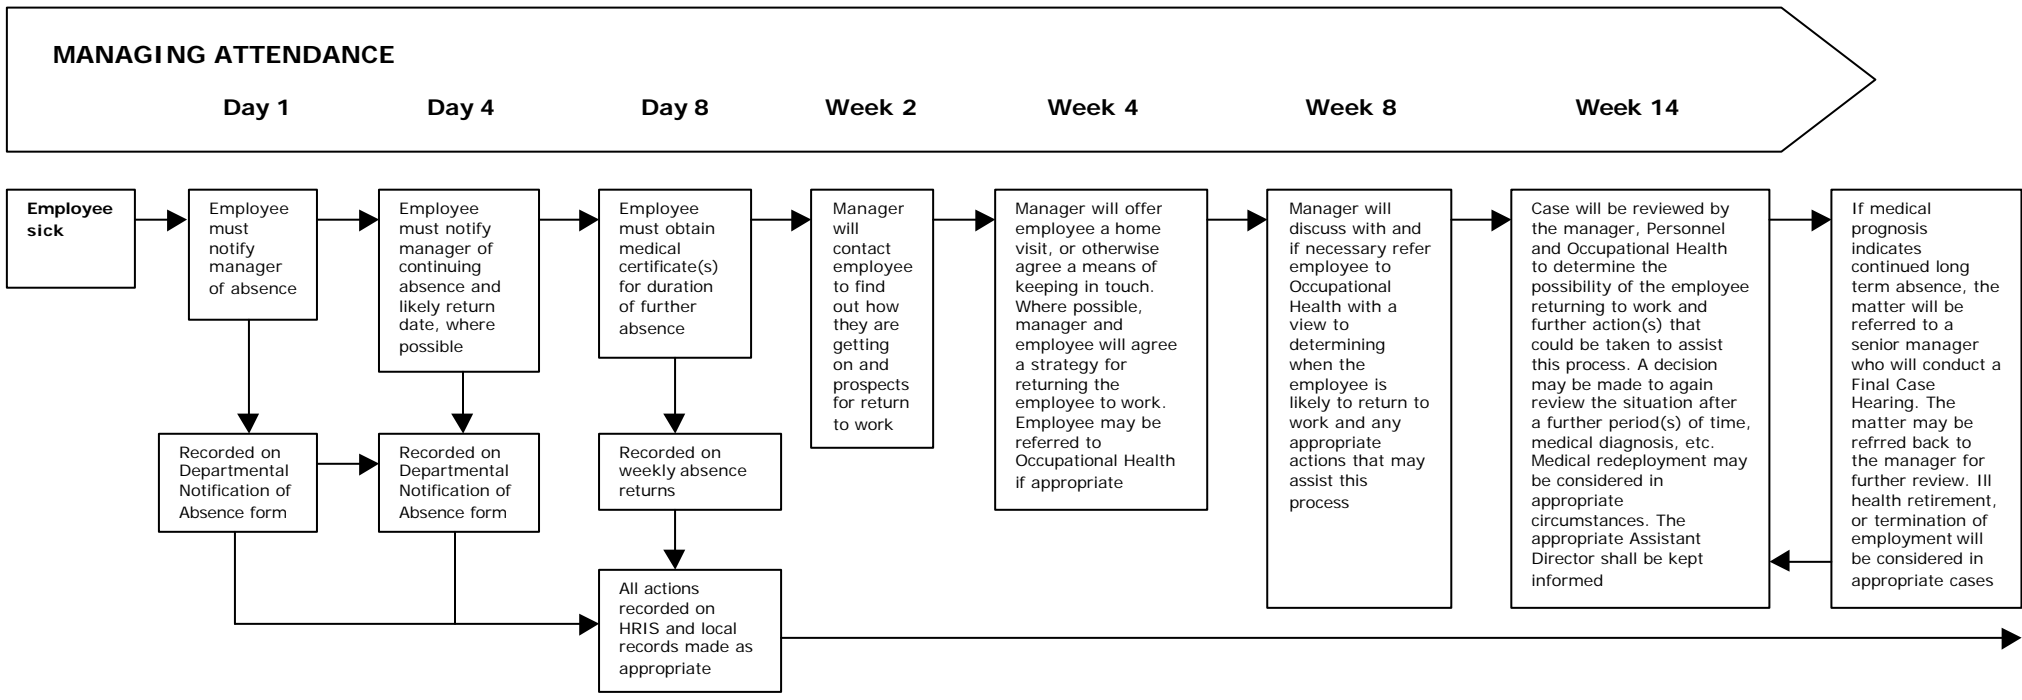 MANAGING ATTENDANCE
Day 1
Day 4
Day 8
Week 2
Week 4
Week 8
Week 14
Employee
sick
Employee
must
notify
manager
of absence
Employee
must notify
manager of
continuing
absence and
likely return
date, where
possible
Employee
must obtain
medical
certificate(s)
for duration
of further
absence
Manager
will
contact
employee
to find
out how
they are
getting
on and
prospects
for return
to work
Manager will offer
employee a home
visit, or otherwise
agree a means of
keeping in touch.
Where possible,
manager and
employee will agree
a strategy for
returning the
employee to work.
Employee may be
referred to
Occupational Health
if appropriate
Manager will
discuss with and
if necessary refer
employee to
Occupational
Health with a
view to
determining
when the
employee is
likely to return to
work and any
appropriate
actions that may
assist this
process
Case will be reviewed by
the manager, Personnel
and Occupational Health
to determine the
possibility of the employee
returning to work and
further action(s) that
could be taken to assist
this process. A decision
may be made to again
review the situation after
a further period(s) of time,
medical diagnosis, etc.
Medical redeployment may
be considered in
appropriate
circumstances. The
appropriate Assistant
Director shall be kept
informed
If medical
prognosis
indicates
continued long
term absence, the
matter will be
referred to a
senior manager
who will conduct a
Final Case
Hearing. The
matter may be
refrred back to
the manager for
further review. Ill
health retirement,
or termination of
employment will
be considered in
appropriate cases
Recorded on
Departmental
Notification of
Absence form
Recorded on
Departmental
Notification of
Absence form
Recorded on
weekly absence
returns
All actions
recorded on
HRIS and local
records made as
appropriate